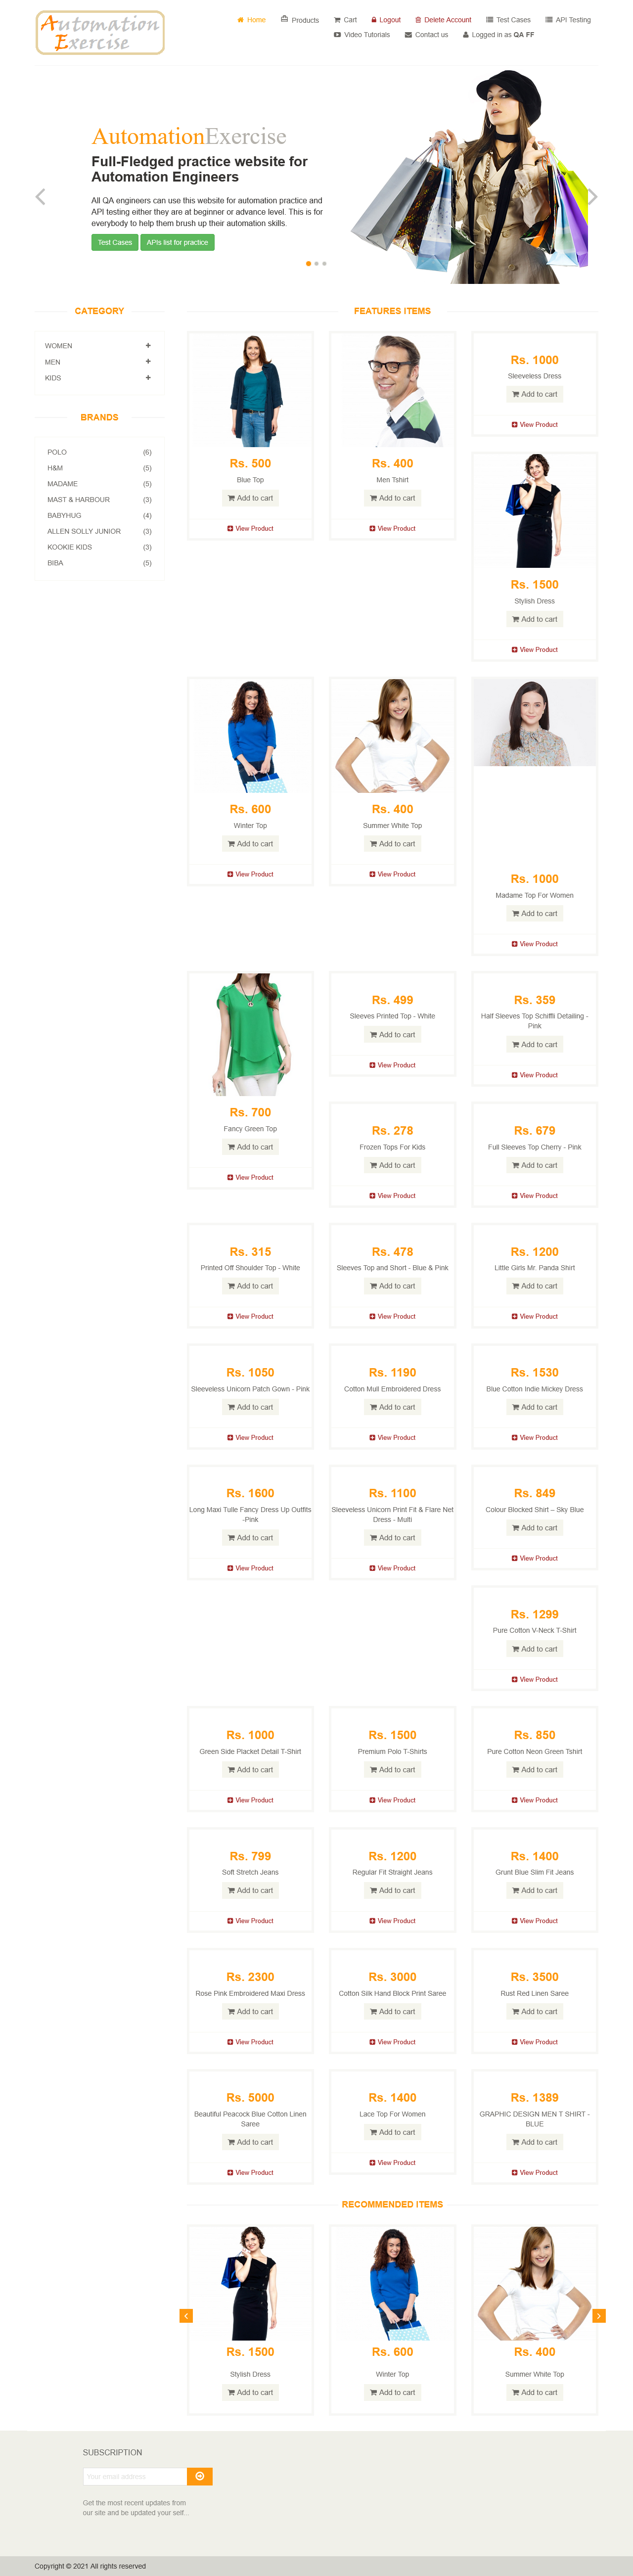 Automation
Exercise
Home
Products
Cart
Logout
Delete Account
Test Cases
API Testing
Video Tutorials
Contact us
Logged in as QA FF
AutomationExercise
Full-Fledged practice website for
Automation Engineers
All QA engineers can use this website for automation practice and
API testing either they are at beginner or advance level. This is for
everybody to help them brush up their automation skills.
Test Cases
APIs list for practice
CATEGORY
WOMEN
MEN
KIDS
BRANDS
POLO (6)
H&M (5)
MADAME (5)
MAST & HARBOUR (3)
BABYHUG (4)
ALLEN SOLLY JUNIOR (3)
KOOKIE KIDS (3)
BIBA (5)
FEATURES ITEMS
Rs. 500
Blue Top
Add to cart
View Product
Rs. 400
Men Tshirt
Add to cart
View Product
Rs. 1000
Sleeveless Dress
Add to cart
View Product
Rs. 1500
Stylish Dress
Add to cart
View Product
Rs. 600
Winter Top
Add to cart
View Product
Rs. 400
Summer White Top
Add to cart
View Product
Rs. 1000
Madame Top For Women
Add to cart
View Product
Rs. 700
Fancy Green Top
Add to cart
View Product
Rs. 499
Sleeves Printed Top - White
Add to cart
View Product
Rs. 359
Half Sleeves Top Schiffli Detailing -
Pink
Add to cart
View Product
Rs. 278
Frozen Tops For Kids
Add to cart
View Product
Rs. 679
Full Sleeves Top Cherry - Pink
Add to cart
View Product
Rs. 315
Printed Off Shoulder Top - White
Add to cart
View Product
Rs. 478
Sleeves Top and Short - Blue & Pink
Add to cart
View Product
Rs. 1200
Little Girls Mr. Panda Shirt
Add to cart
View Product
Rs. 1050
Sleeveless Unicorn Patch Gown - Pink
Add to cart
View Product
Rs. 1190
Cotton Mull Embroidered Dress
Add to cart
View Product
Rs. 1530
Blue Cotton Indie Mickey Dress
Add to cart
View Product
Rs. 1600
Long Maxi Tulle Fancy Dress Up Outfits
-Pink
Add to cart
View Product
Rs. 1100
Sleeveless Unicorn Print Fit & Flare Net
Dress - Multi
Add to cart
View Product
Rs. 849
Colour Blocked Shirt – Sky Blue
Add to cart
View Product
Rs. 1299
Pure Cotton V-Neck T-Shirt
Add to cart
View Product
Rs. 1000
Green Side Placket Detail T-Shirt
Add to cart
View Product
Rs. 1500
Premium Polo T-Shirts
Add to cart
View Product
Rs. 850
Pure Cotton Neon Green Tshirt
Add to cart
View Product
Rs. 799
Soft Stretch Jeans
Add to cart
View Product
Rs. 1200
Regular Fit Straight Jeans
Add to cart
View Product
Rs. 1400
Grunt Blue Slim Fit Jeans
Add to cart
View Product
Rs. 2300
Rose Pink Embroidered Maxi Dress
Add to cart
View Product
Rs. 3000
Cotton Silk Hand Block Print Saree
Add to cart
View Product
Rs. 3500
Rust Red Linen Saree
Add to cart
View Product
Rs. 5000
Beautiful Peacock Blue Cotton Linen
Saree
Add to cart
View Product
Rs. 1400
Lace Top For Women
Add to cart
View Product
Rs. 1389
GRAPHIC DESIGN MEN T SHIRT -
BLUE
Add to cart
View Product
RECOMMENDED ITEMS
Rs. 1500
Stylish Dress
Add to cart
Rs. 600
Winter Top
Add to cart
Rs. 400
Summer White Top
Add to cart
SUBSCRIPTION
Your email address
Get the most recent updates from
our site and be updated your self...
Copyright © 2021 All rights reserved